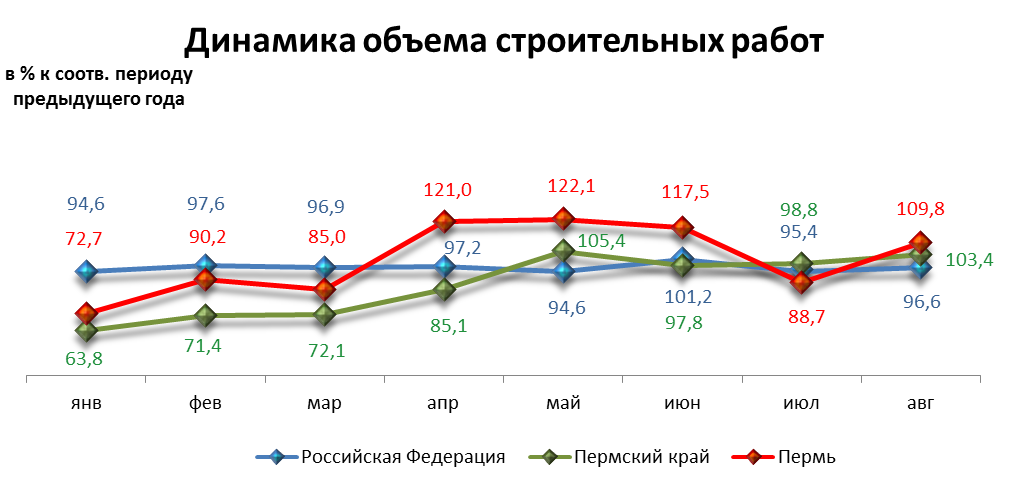 Динамика объема строительных работ
в % к соотв. периоду
предыдущего года
94,6 97,6 96,9 121,0 122,1 117,5 98,8 109,8
72,7 90,2 85,0 97,2 105,4 95,4 103,4
63,8 71,4 72,1 85,1 94,6 101,2 88,7 96,6
97,8
янв фев мар апр май июн июл авг
Российская Федерация Пермский край Пермь